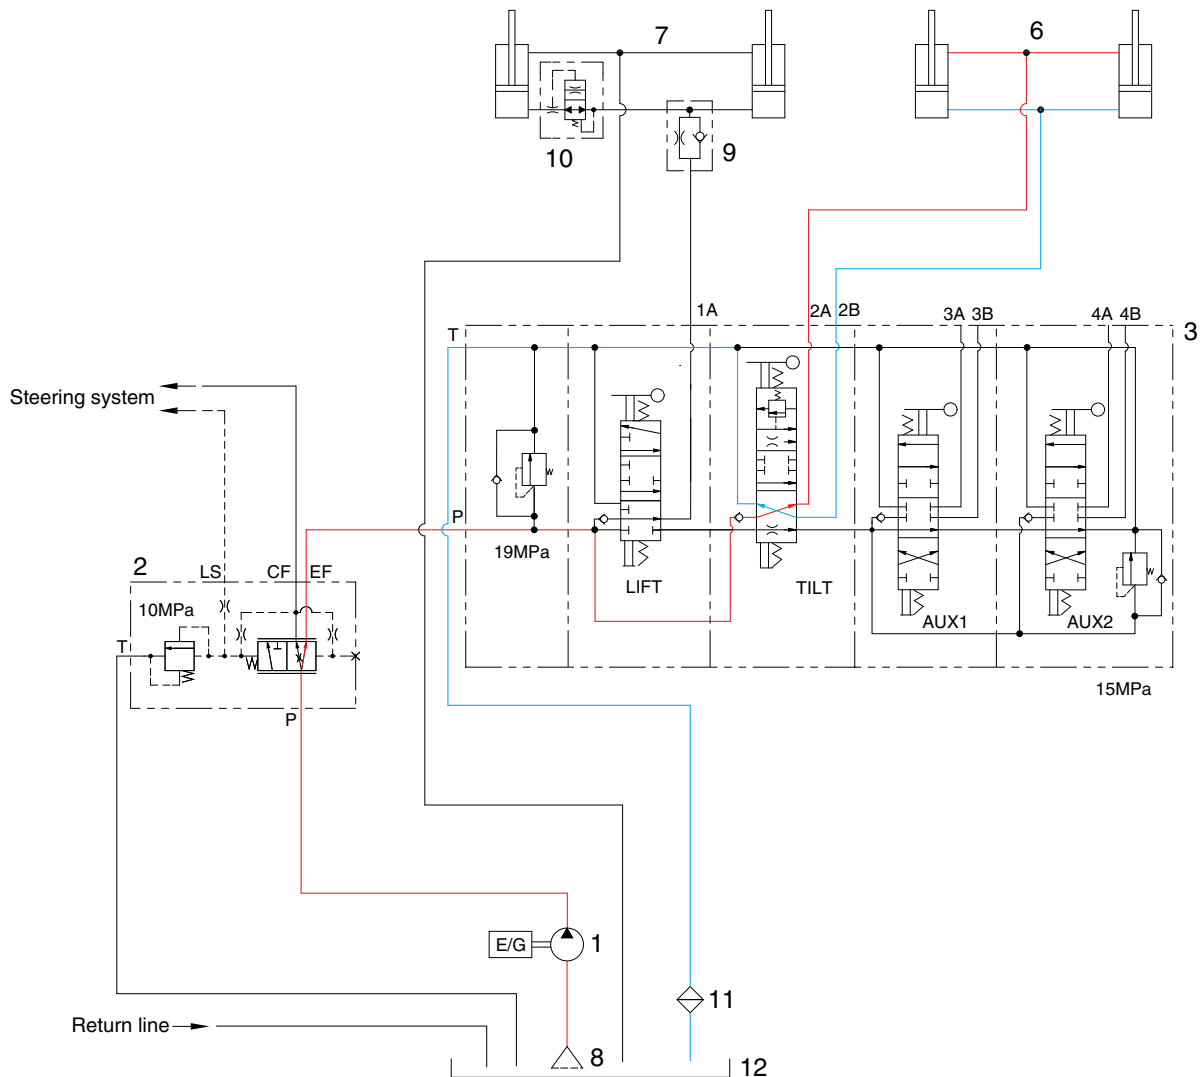 7
6
10
9
1A
2A
2B
3A
3B
4A
4B
T
3
Steering system
P
19MPa
LIFT
TILT
AUX1
AUX2
15MPa
2
LS
CF
EF
10MPa
T
P
E/G
1
11
Return line
8
12